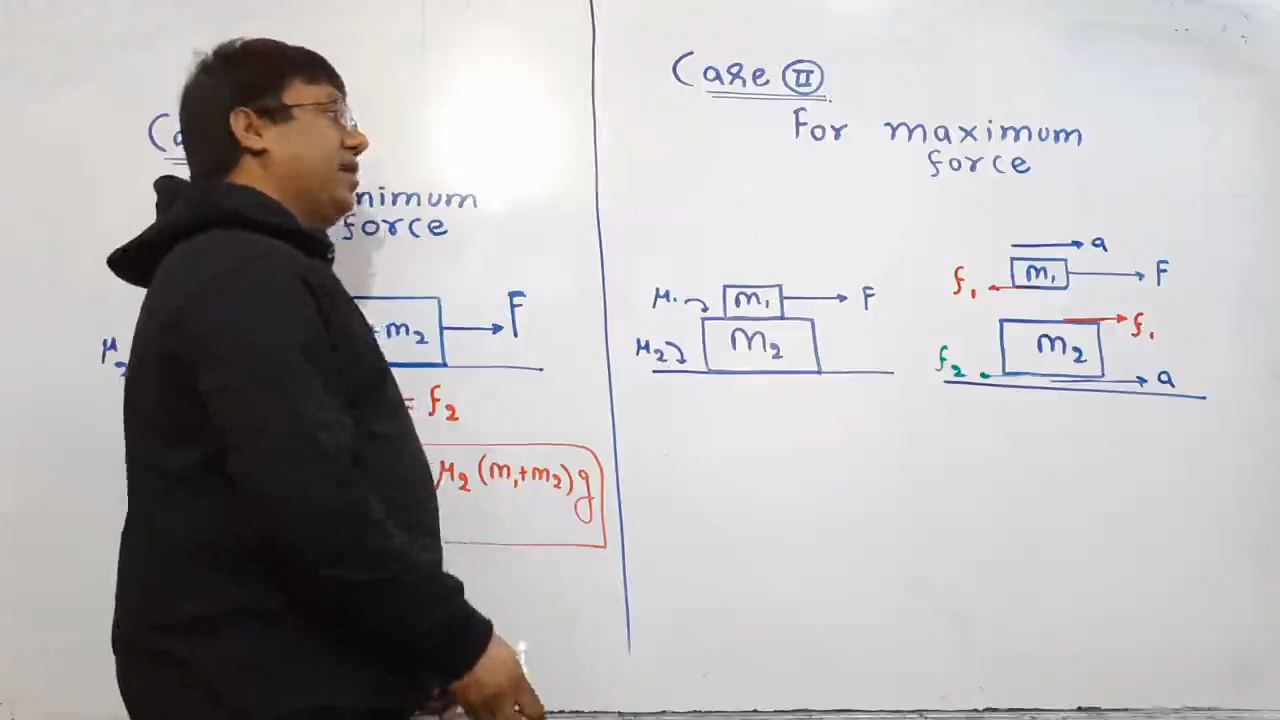 nimum
force
m₂
F
μ₂
= f₂
μ₂ (m₁+m₂)g
Case II
For maximum
force
μ₁
m₁
F
μ₂
m₂
a
f₁
m₁
F
f₁
m₂
f₂
a